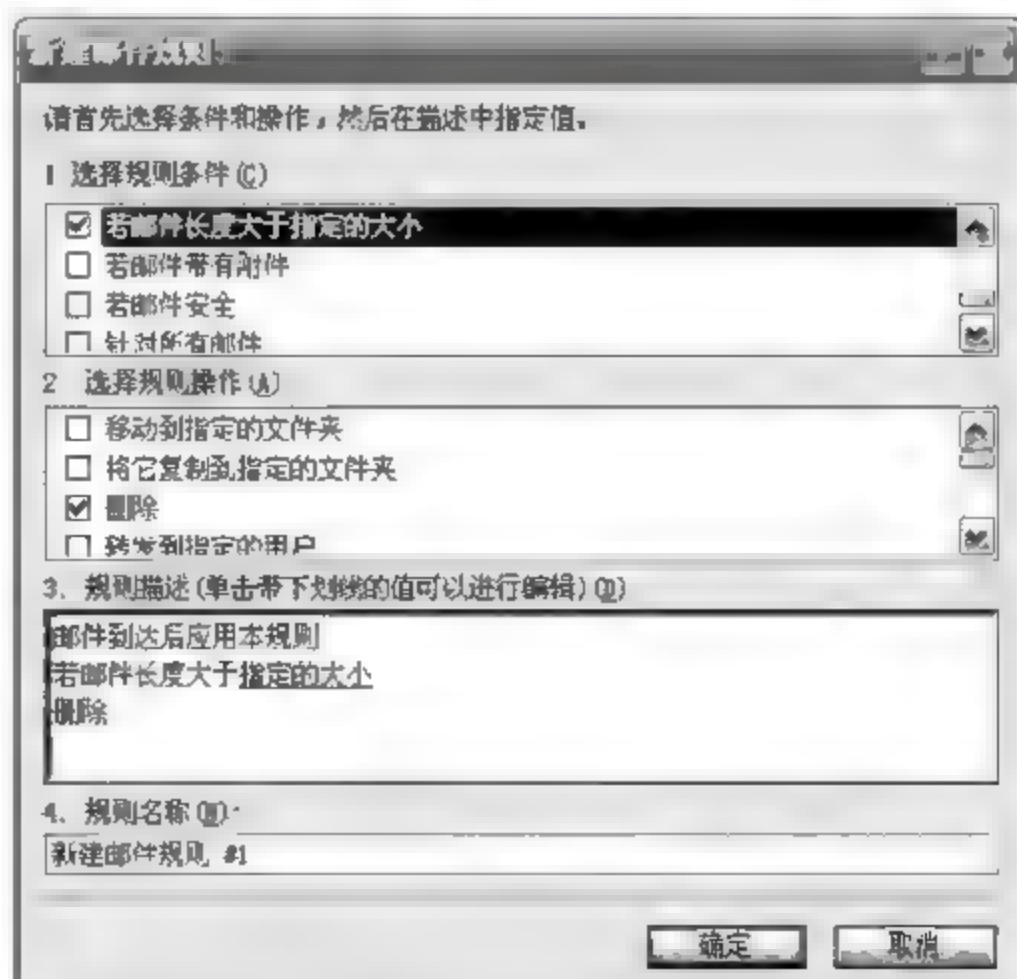 新建邮件规则
请首先选择条件和操作，然后在描述中指定值。
1 选择规则条件(C)
若邮件长度大于指定的大小
若邮件带有附件
若邮件安全
针对所有邮件
2 选择规则操作(A)
移动到指定的文件夹
将它复制到指定的文件夹
删除
转发到指定的用户
3. 规则描述(单击带下划线的值可以进行编辑)(D)
邮件到达后应用本规则
若邮件长度大于指定的大小
删除
4. 规则名称(N):
新建邮件规则 #1
确定
取消